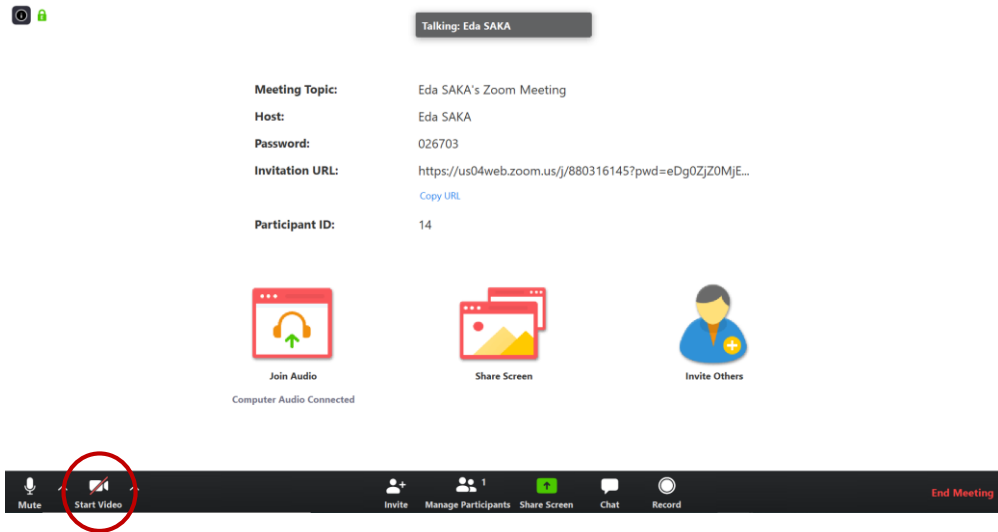 Talking: Eda SAKA
Meeting Topic: Eda SAKA's Zoom Meeting
Host: Eda SAKA
Password: 026703
Invitation URL: https://us04web.zoom.us/j/880316145?pwd=eDg0ZjZ0MjE...
Copy URL
Participant ID: 14
Join Audio Share Screen Invite Others
Computer Audio Connected
1
Mute Start Video Invite Manage Participants Share Screen Chat Record End Meeting